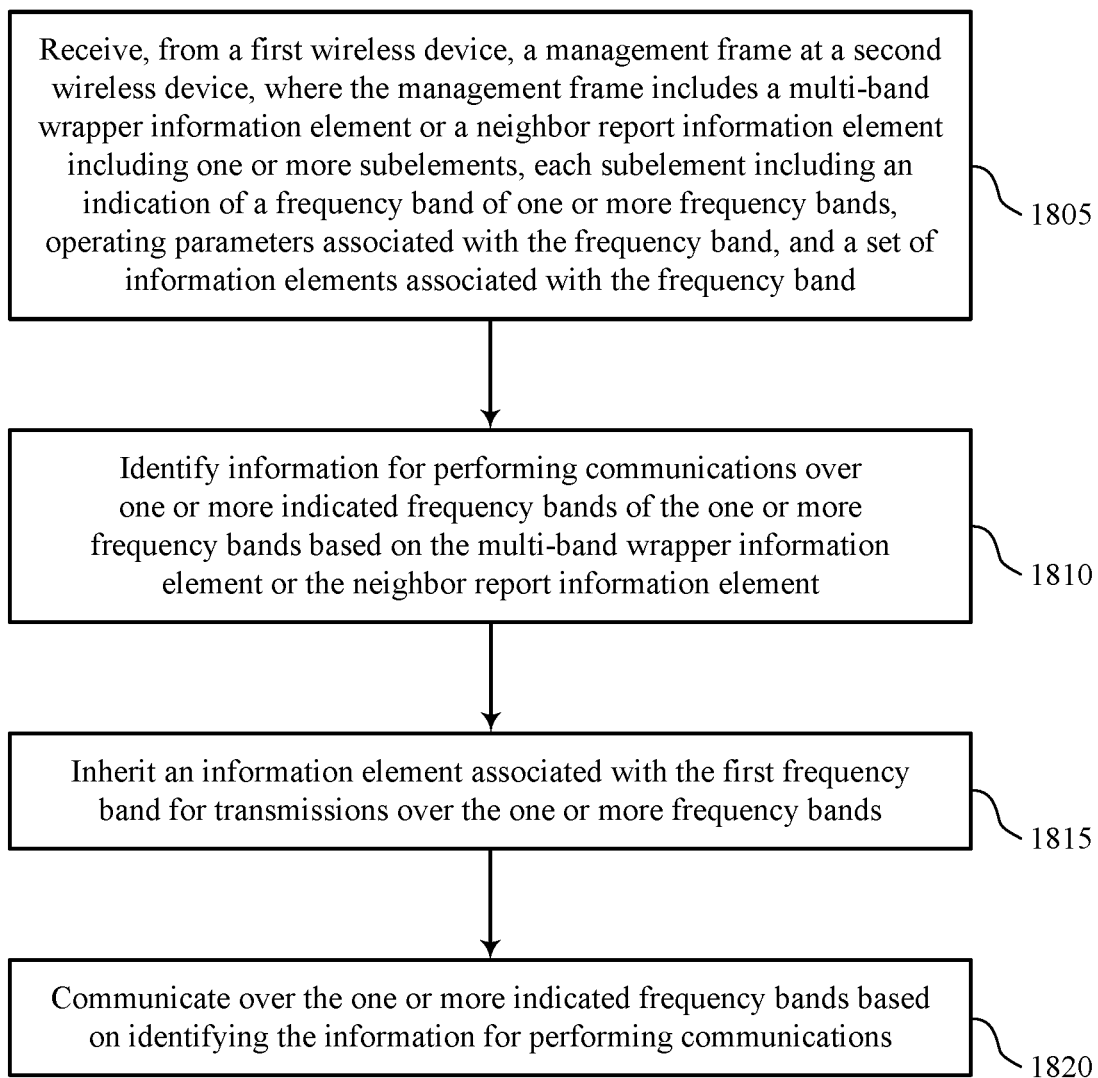 Receive, from a first wireless device, a management frame at a second
wireless device, where the management frame includes a multi-band
wrapper information element or a neighbor report information element
including one or more subelements, each subelement including an
indication of a frequency band of one or more frequency bands,
operating parameters associated with the frequency band, and a set of
information elements associated with the frequency band
1805
Identify information for performing communications over
one or more indicated frequency bands of the one or more
frequency bands based on the multi-band wrapper information
element or the neighbor report information element
1810
Inherit an information element associated with the first frequency
band for transmissions over the one or more frequency bands
1815
Communicate over the one or more indicated frequency bands based
on identifying the information for performing communications
1820